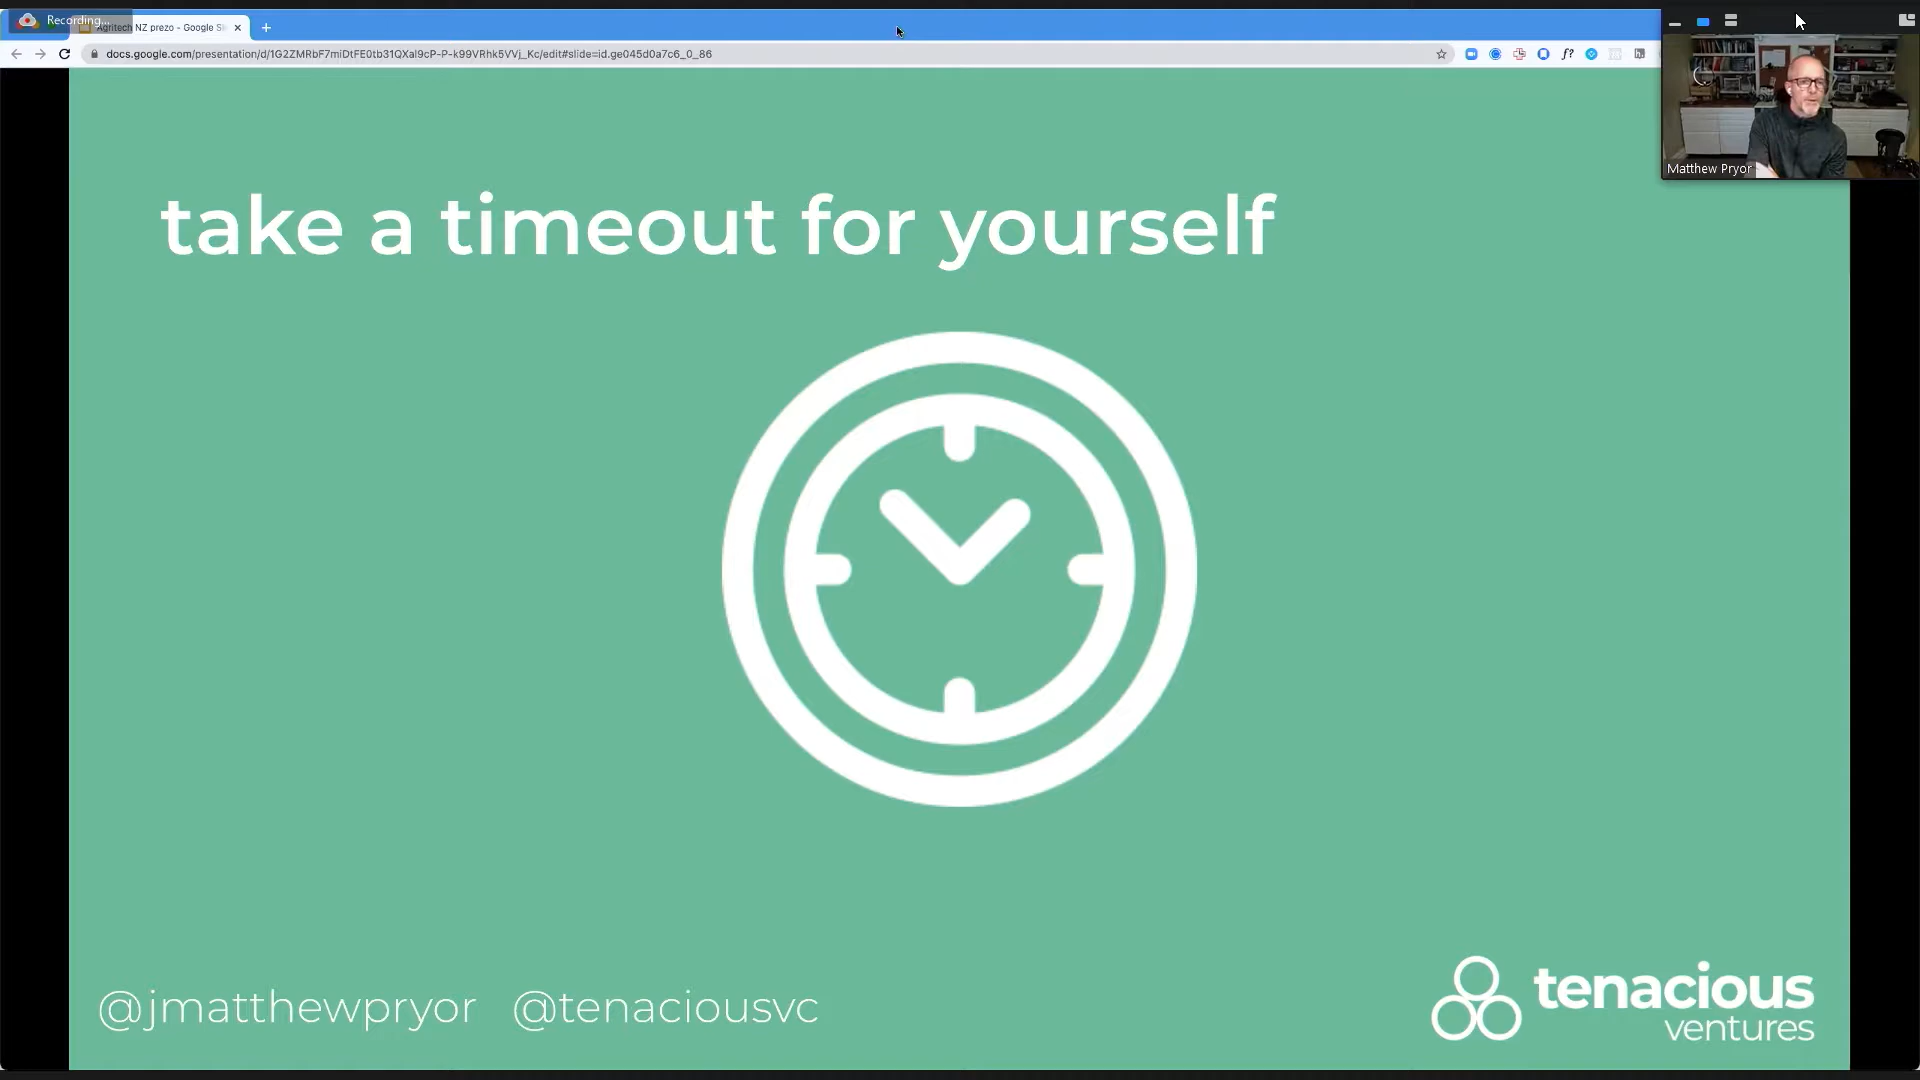 Recording...
Agritech NZ prezo - Google Sl
docs.google.com/presentation/d/1G2ZMRbF7miDtFE0tb31QXal9cP-P-k99VRhk5VVj_Kc/edit#slide=id.ge045d0a7c6_0_86
f?
Matthew Pryor
take a timeout for yourself
@jmatthewpryor @tenaciousvc
tenacious
ventures